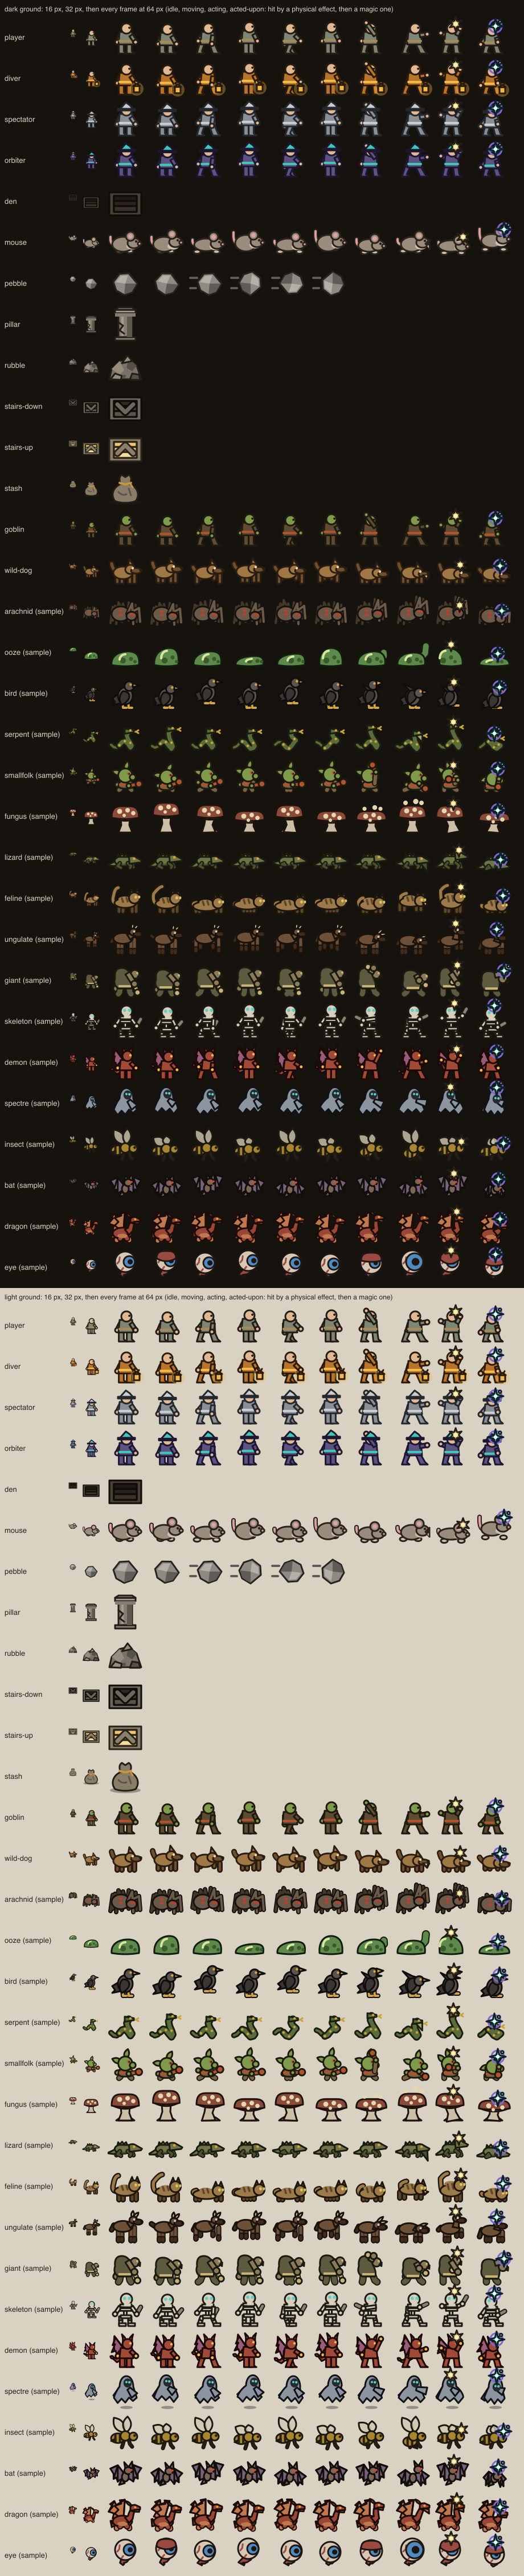 dark ground: 16 px, 32 px, then every frame at 64 px (idle, moving, acting, acted-upon: hit by a physical effect, then a magic one)
player
diver
spectator
orbiter
den
mouse
pebble
pillar
rubble
stairs-down
stairs-up
stash
goblin
wild-dog
arachnid (sample)
ooze (sample)
bird (sample)
serpent (sample)
smallfolk (sample)
fungus (sample)
lizard (sample)
feline (sample)
ungulate (sample)
giant (sample)
skeleton (sample)
demon (sample)
spectre (sample)
insect (sample)
bat (sample)
dragon (sample)
eye (sample)
light ground: 16 px, 32 px, then every frame at 64 px (idle, moving, acting, acted-upon: hit by a physical effect, then a magic one)
player
diver
spectator
orbiter
den
mouse
pebble
pillar
rubble
stairs-down
stairs-up
stash
goblin
wild-dog
arachnid (sample)
ooze (sample)
bird (sample)
serpent (sample)
smallfolk (sample)
fungus (sample)
lizard (sample)
feline (sample)
ungulate (sample)
giant (sample)
skeleton (sample)
demon (sample)
spectre (sample)
insect (sample)
bat (sample)
dragon (sample)
eye (sample)